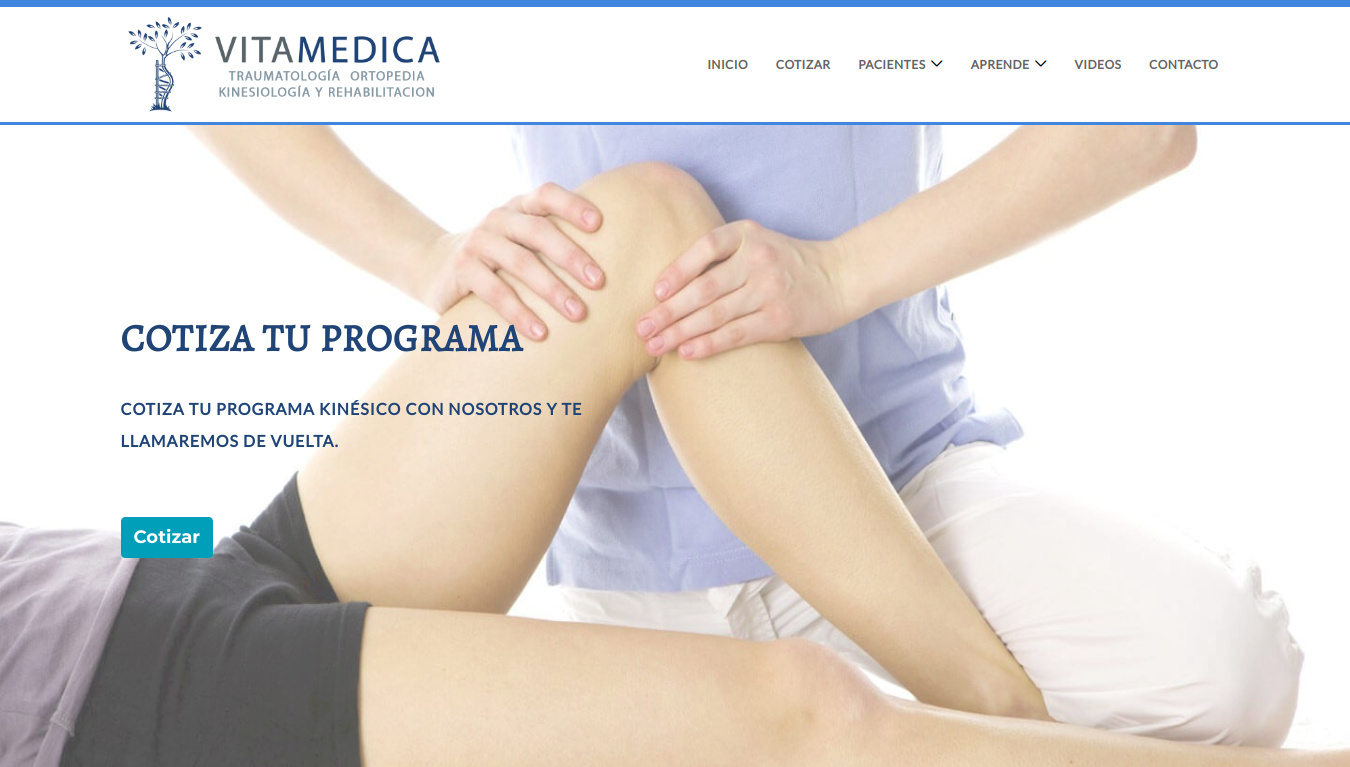 VITAMEDICA
TRAUMATOLOGÍA ORTOPEDIA
KINESIOLOGÍA Y REHABILITACION
INICIO COTIZAR PACIENTES APRENDE VIDEOS CONTACTO
COTIZA TU PROGRAMA
COTIZA TU PROGRAMA KINÉSICO CON NOSOTROS Y TE
LLAMAREMOS DE VUELTA.
Cotizar